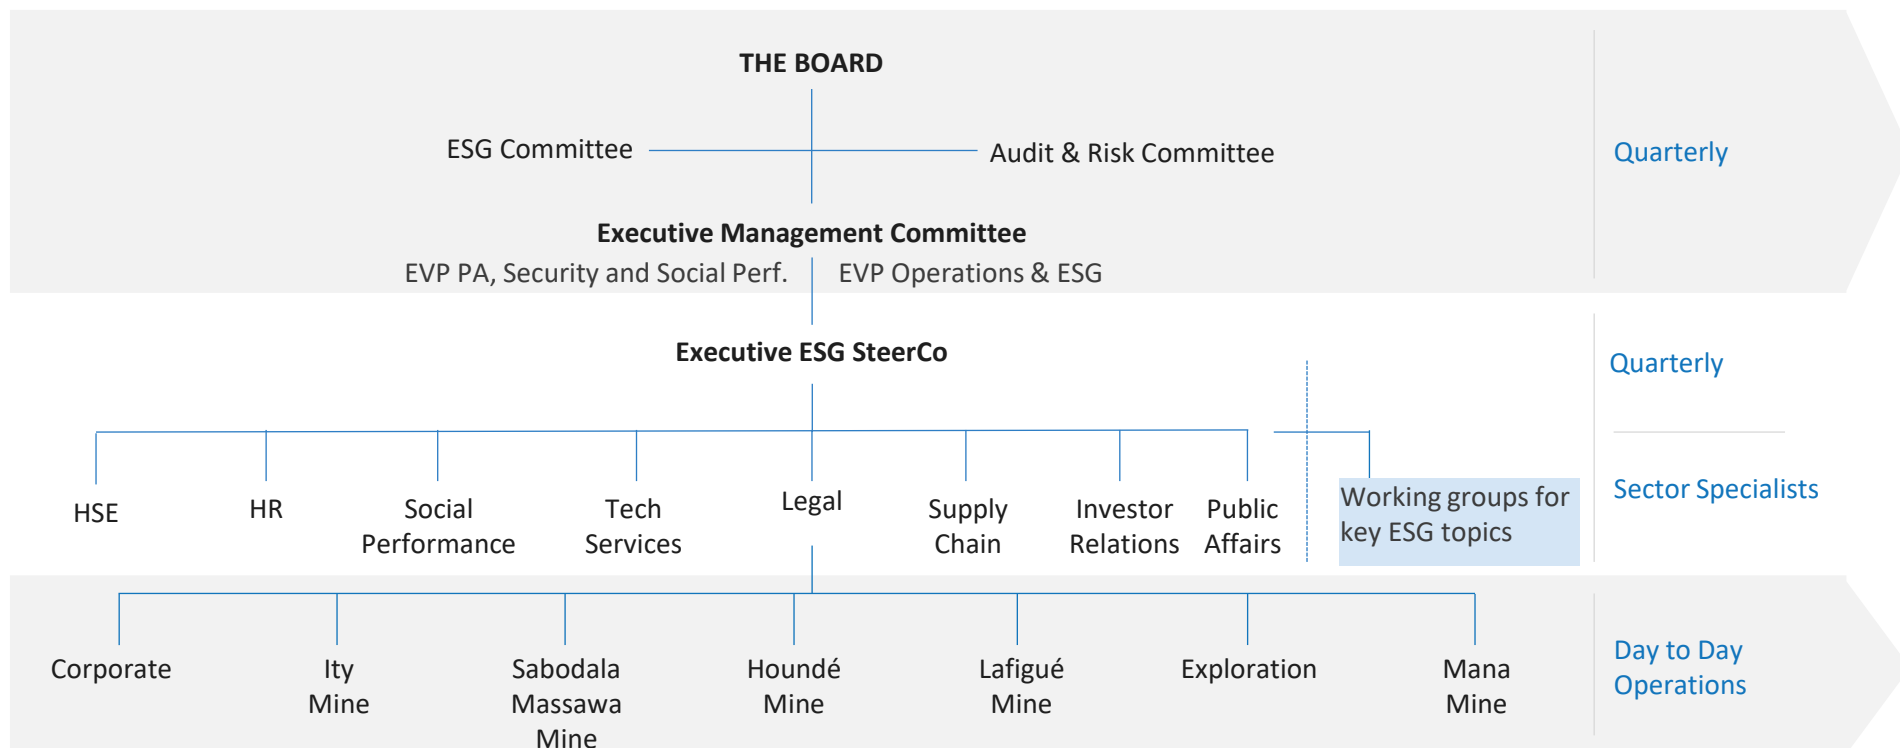 THE BOARD
ESG Committee
Audit & Risk Committee
Quarterly
Executive Management Committee
EVP PA, Security and Social Perf.
EVP Operations & ESG
Executive ESG SteerCo
Quarterly
HSE
HR
Social
Performance
Tech
Services
Legal
Supply
Chain
Investor
Relations
Public
Affairs
Working groups for
key ESG topics
Sector Specialists
Corporate
Ity
Mine
Sabodala
Massawa
Mine
Houndé
Mine
Lafigué
Mine
Exploration
Mana
Mine
Day to Day
Operations